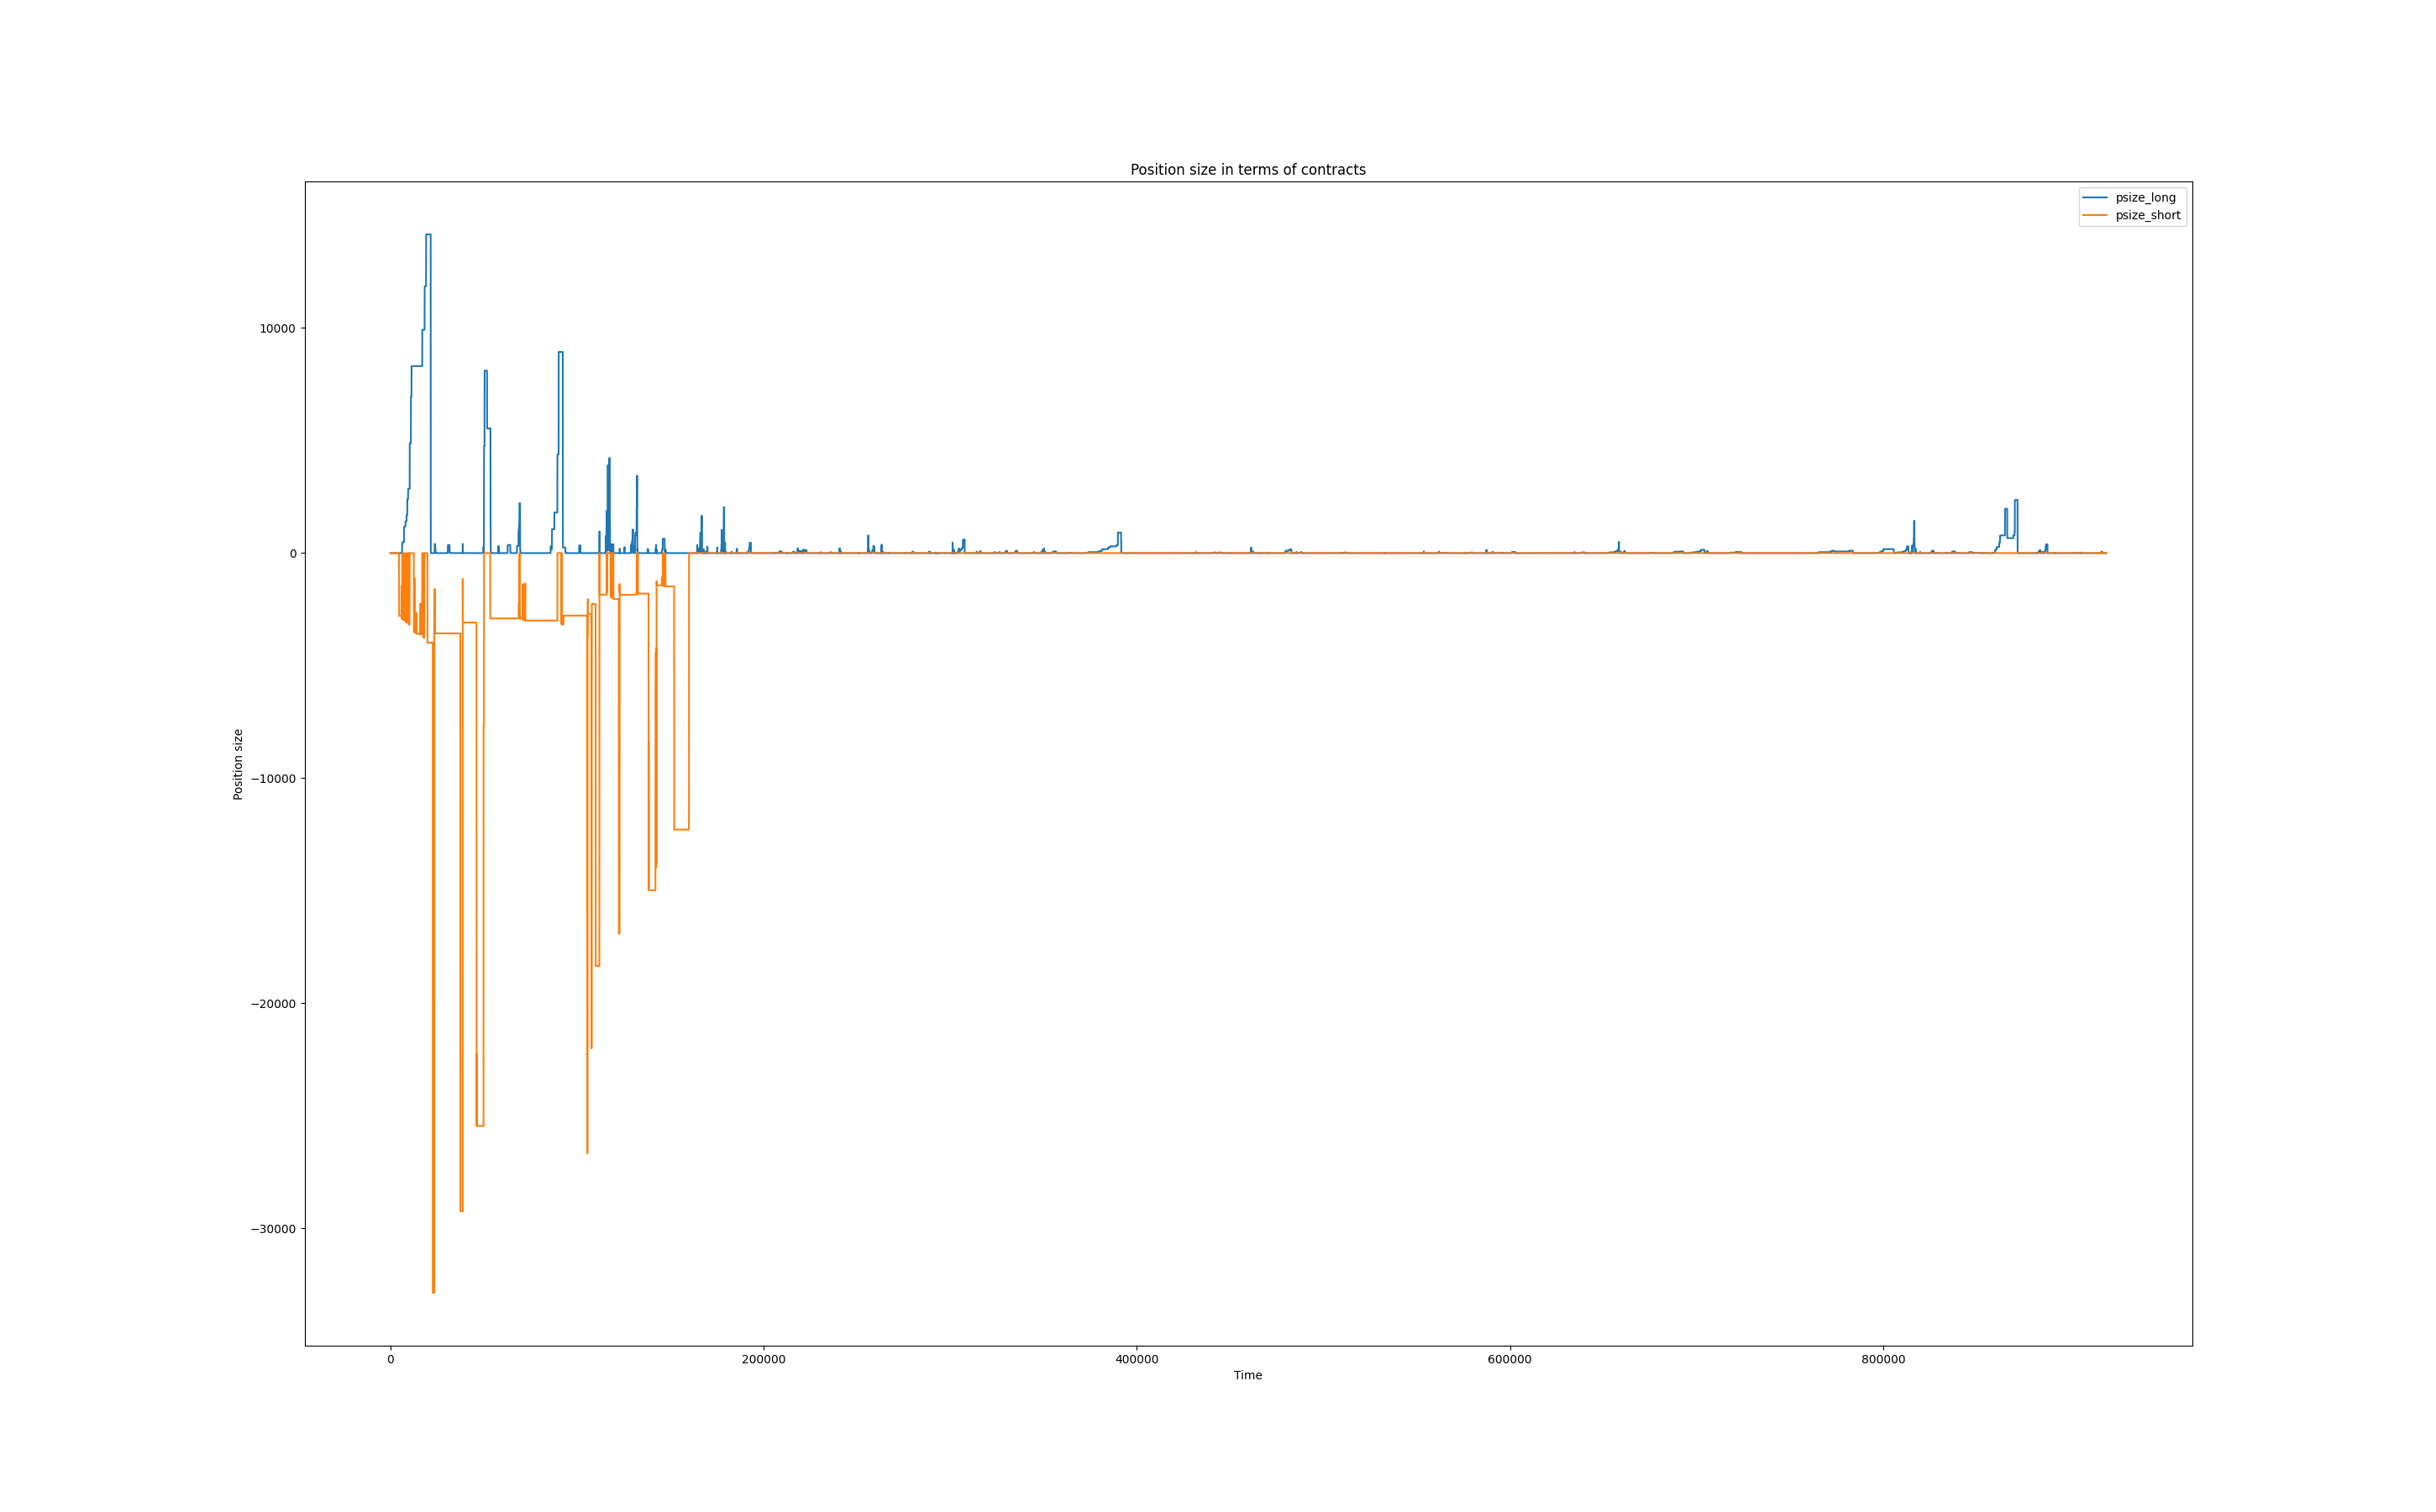 Position size in terms of contracts
psize_long
psize_short
10000
0
−10000
−20000
−30000
Position size
0
200000
400000
600000
800000
Time